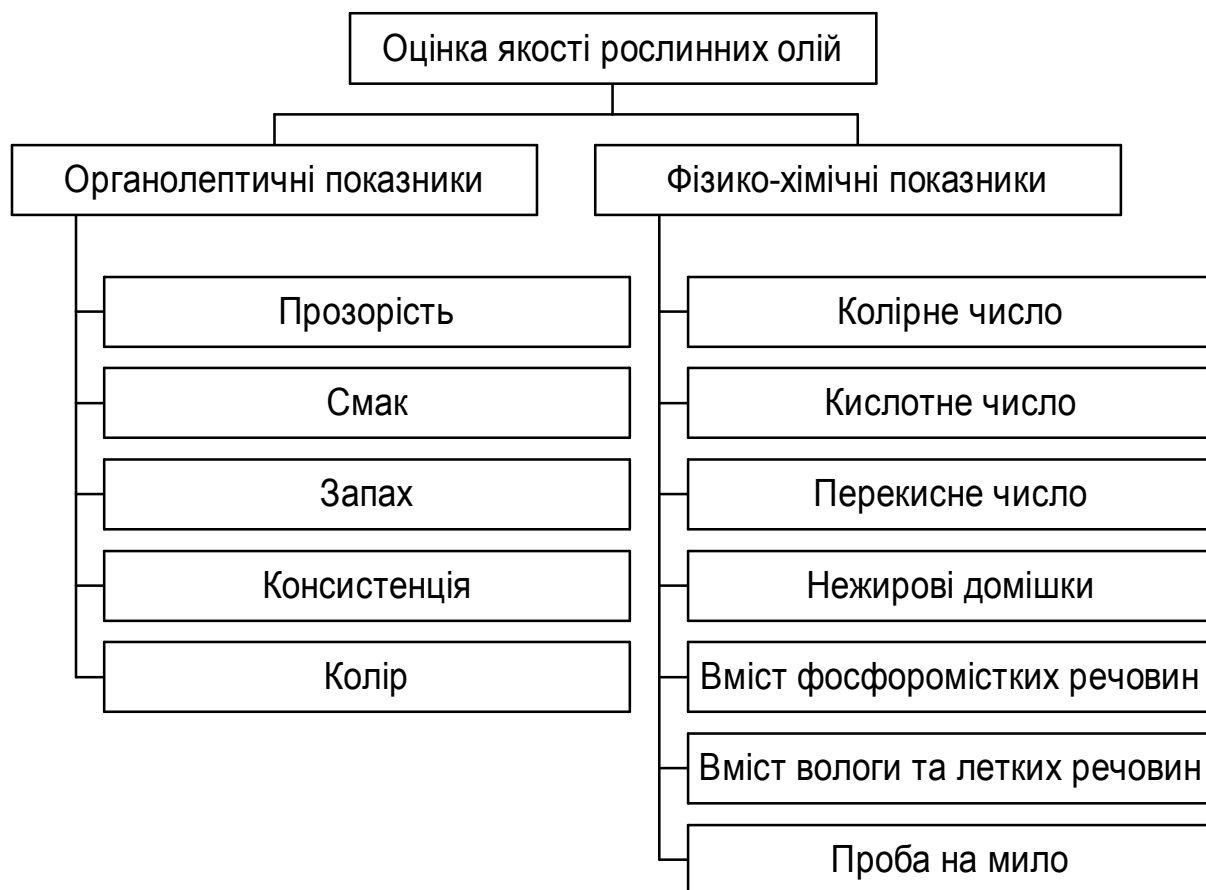 Оцінка якості рослинних олій
Органолептичні показники
Фізико-хімічні показники
Прозорість
Смак
Запах
Консистенція
Колір
Колірне число
Кислотне число
Перекисне число
Нежирові домішки
Вміст фосформістких речовин
Вміст вологи та летких речовин
Проба на мило